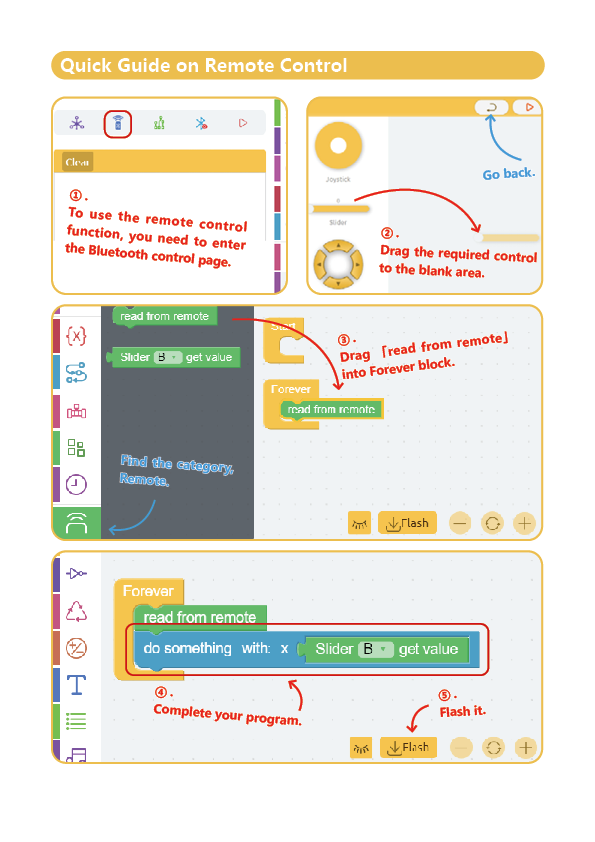 Quick Guide on Remote Control
Clear
①.
To use the remote control
function, you need to enter
the Bluetooth control page.
Joystick
0
Slider
Go back.
②.
Drag the required control
to the blank area.
read from remote
Slider B get value
Find the category,
Remote.
Start
③.
Drag 「read from remote」
into Forever block.
Forever
read from remote
Flash
Forever
read from remote
do something with: x Slider B get value
④.
Complete your program.
⑤.
Flash it.
Flash